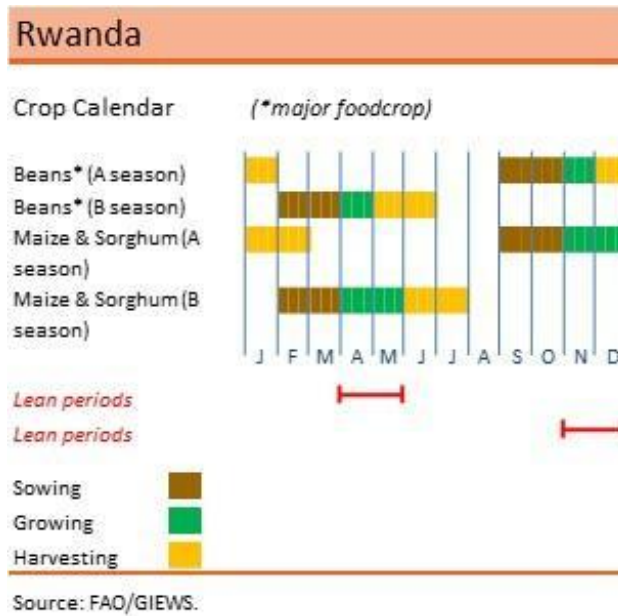 Rwanda
Crop Calendar (*major foodcrop)
Beans* (A season)
Beans* (B season)
Maize & Sorghum (A
season)
Maize & Sorghum (B
season)
J F M A M J J A S O N D
Lean periods
Lean periods
Sowing
Growing
Harvesting
Source: FAO/GIEWS.